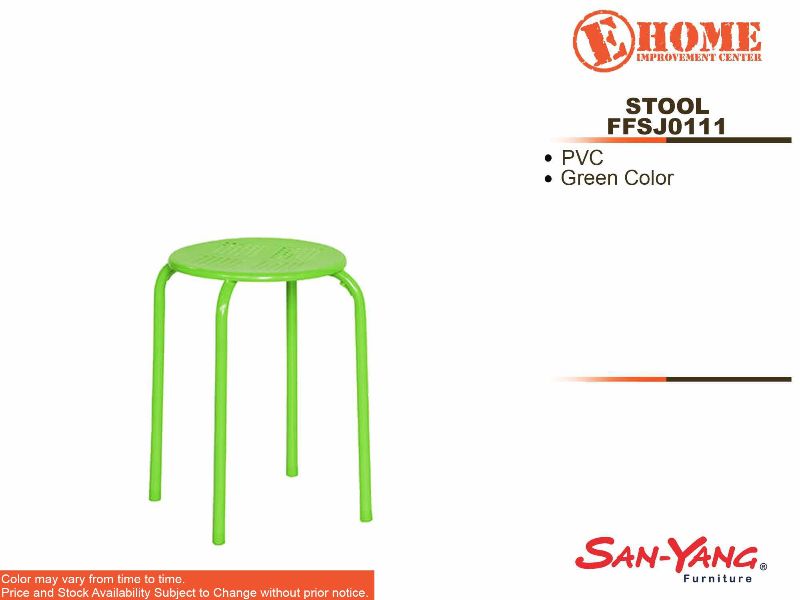 E HOME
IMPROVEMENT CENTER
STOOL
FFSJ0111
• PVC
• Green Color
SAN-YANG®
Furniture
Color may vary from time to time.
Price and Stock Availability Subject to Change without prior notice.